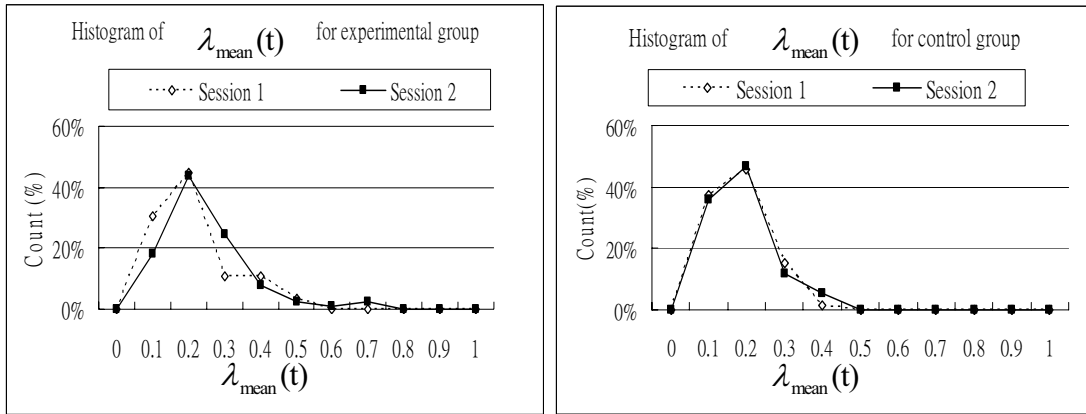 Histogram of λmean(t) for experimental group
Session 1 Session 2
60%
40%
20%
0%
Count (%)
0 0.1 0.2 0.3 0.4 0.5 0.6 0.7 0.8 0.9 1
λmean(t)
Histogram of λmean(t) for control group
Session 1 Session 2
60%
40%
20%
0%
Count(%)
0 0.1 0.2 0.3 0.4 0.5 0.6 0.7 0.8 0.9 1
λmean(t)